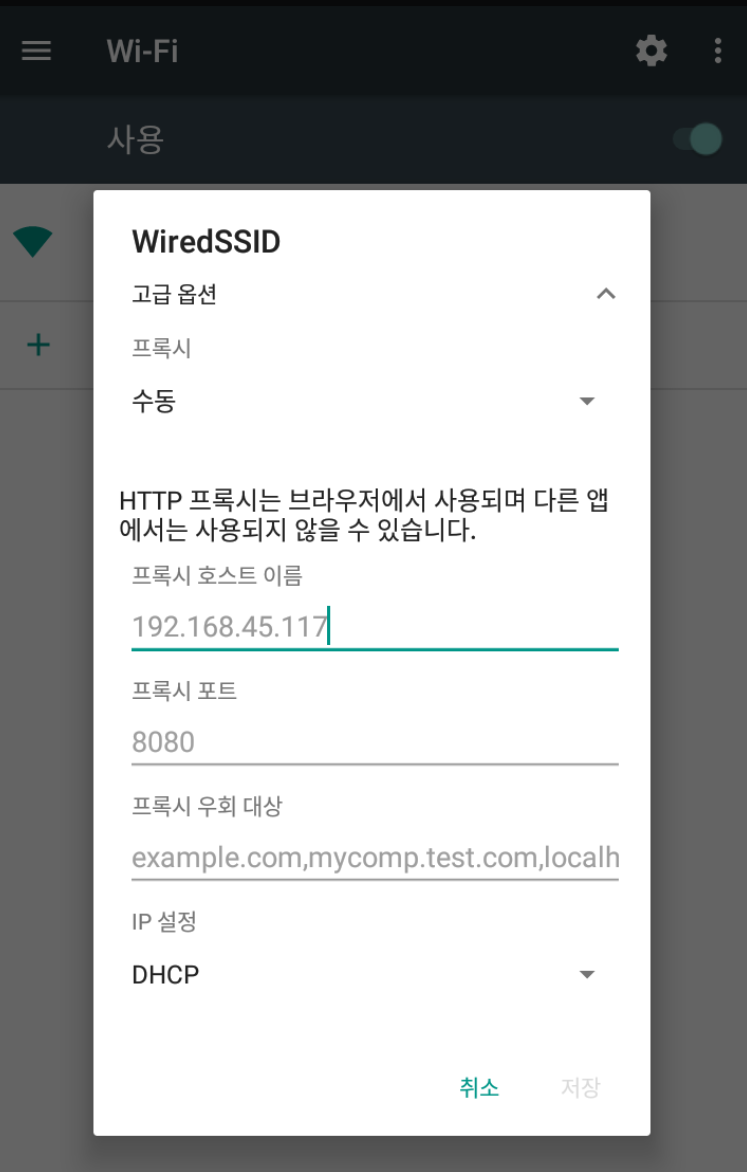 Wi-Fi
사용
WiredSSID
고급 옵션
프록시
수동
HTTP 프록시는 브라우저에서 사용되며 다른 앱
에서는 사용되지 않을 수 있습니다.
프록시 호스트 이름
192.168.45.117
프록시 포트
8080
프록시 우회 대상
example.com,mycomp.test.com,localh
IP 설정
DHCP
취소 저장